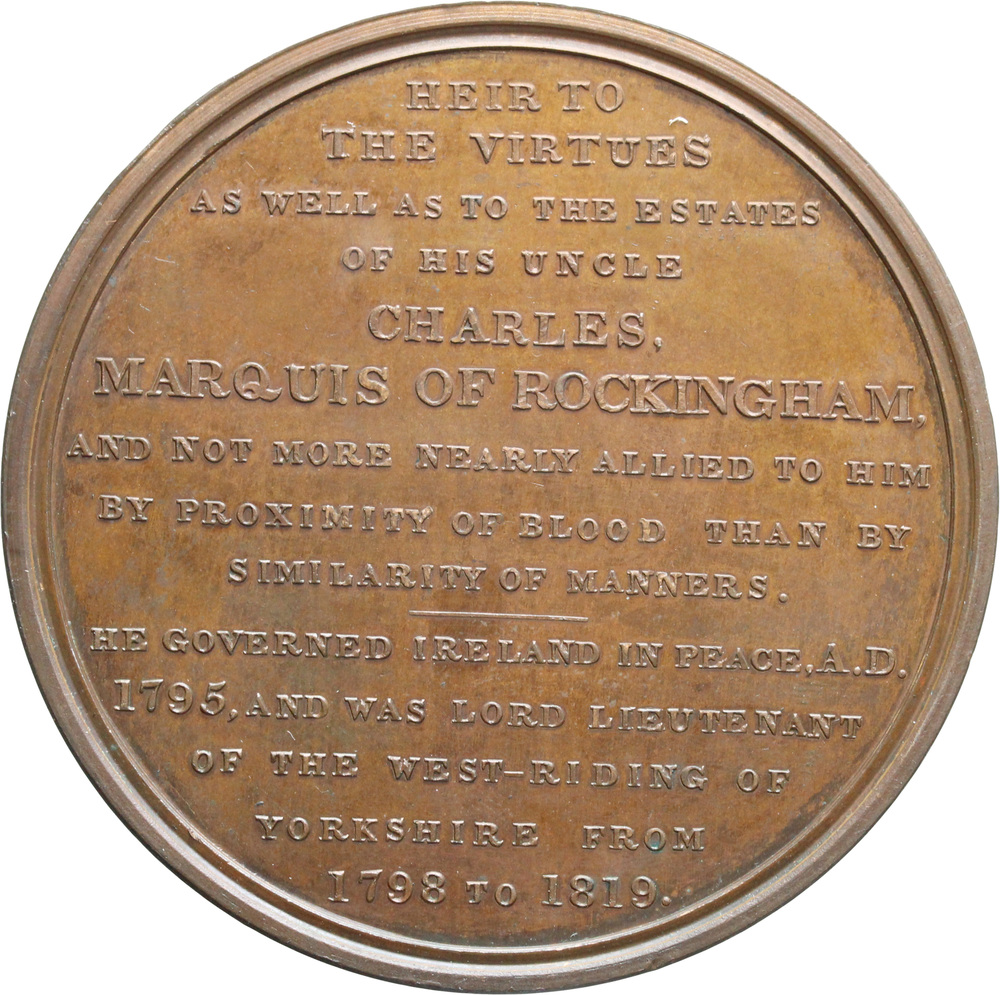 HEIR TO
THE VIRTUES
AS WELL AS TO THE ESTATES
OF HIS UNCLE
CHARLES,
MARQUIS OF ROCKINGHAM,
AND NOT MORE NEARLY ALLIED TO HIM
BY PROXIMITY OF BLOOD THAN BY
SIMILARITY OF MANNERS.
HE GOVERNED IRELAND IN PEACE, A.D.
1795, AND WAS LORD LIEUTENANT
OF THE WEST-RIDING OF
YORKSHIRE FROM
1798 TO 1819.